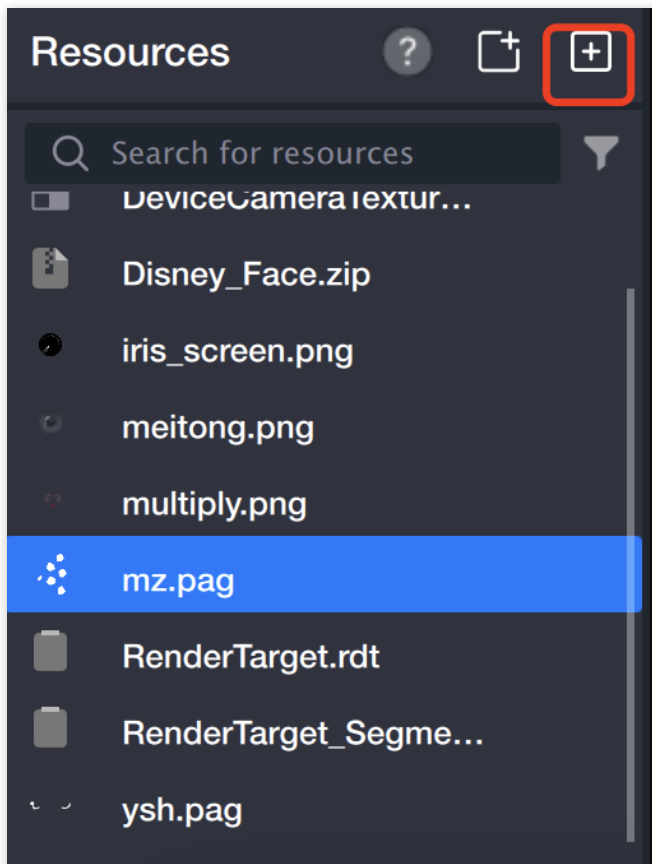 Resources
?
Search for resources
DeviceCameraTextur...
Disney_Face.zip
iris_screen.png
meitong.png
multiply.png
mz.pag
RenderTarget.rdt
RenderTarget_Segme...
ysh.pag